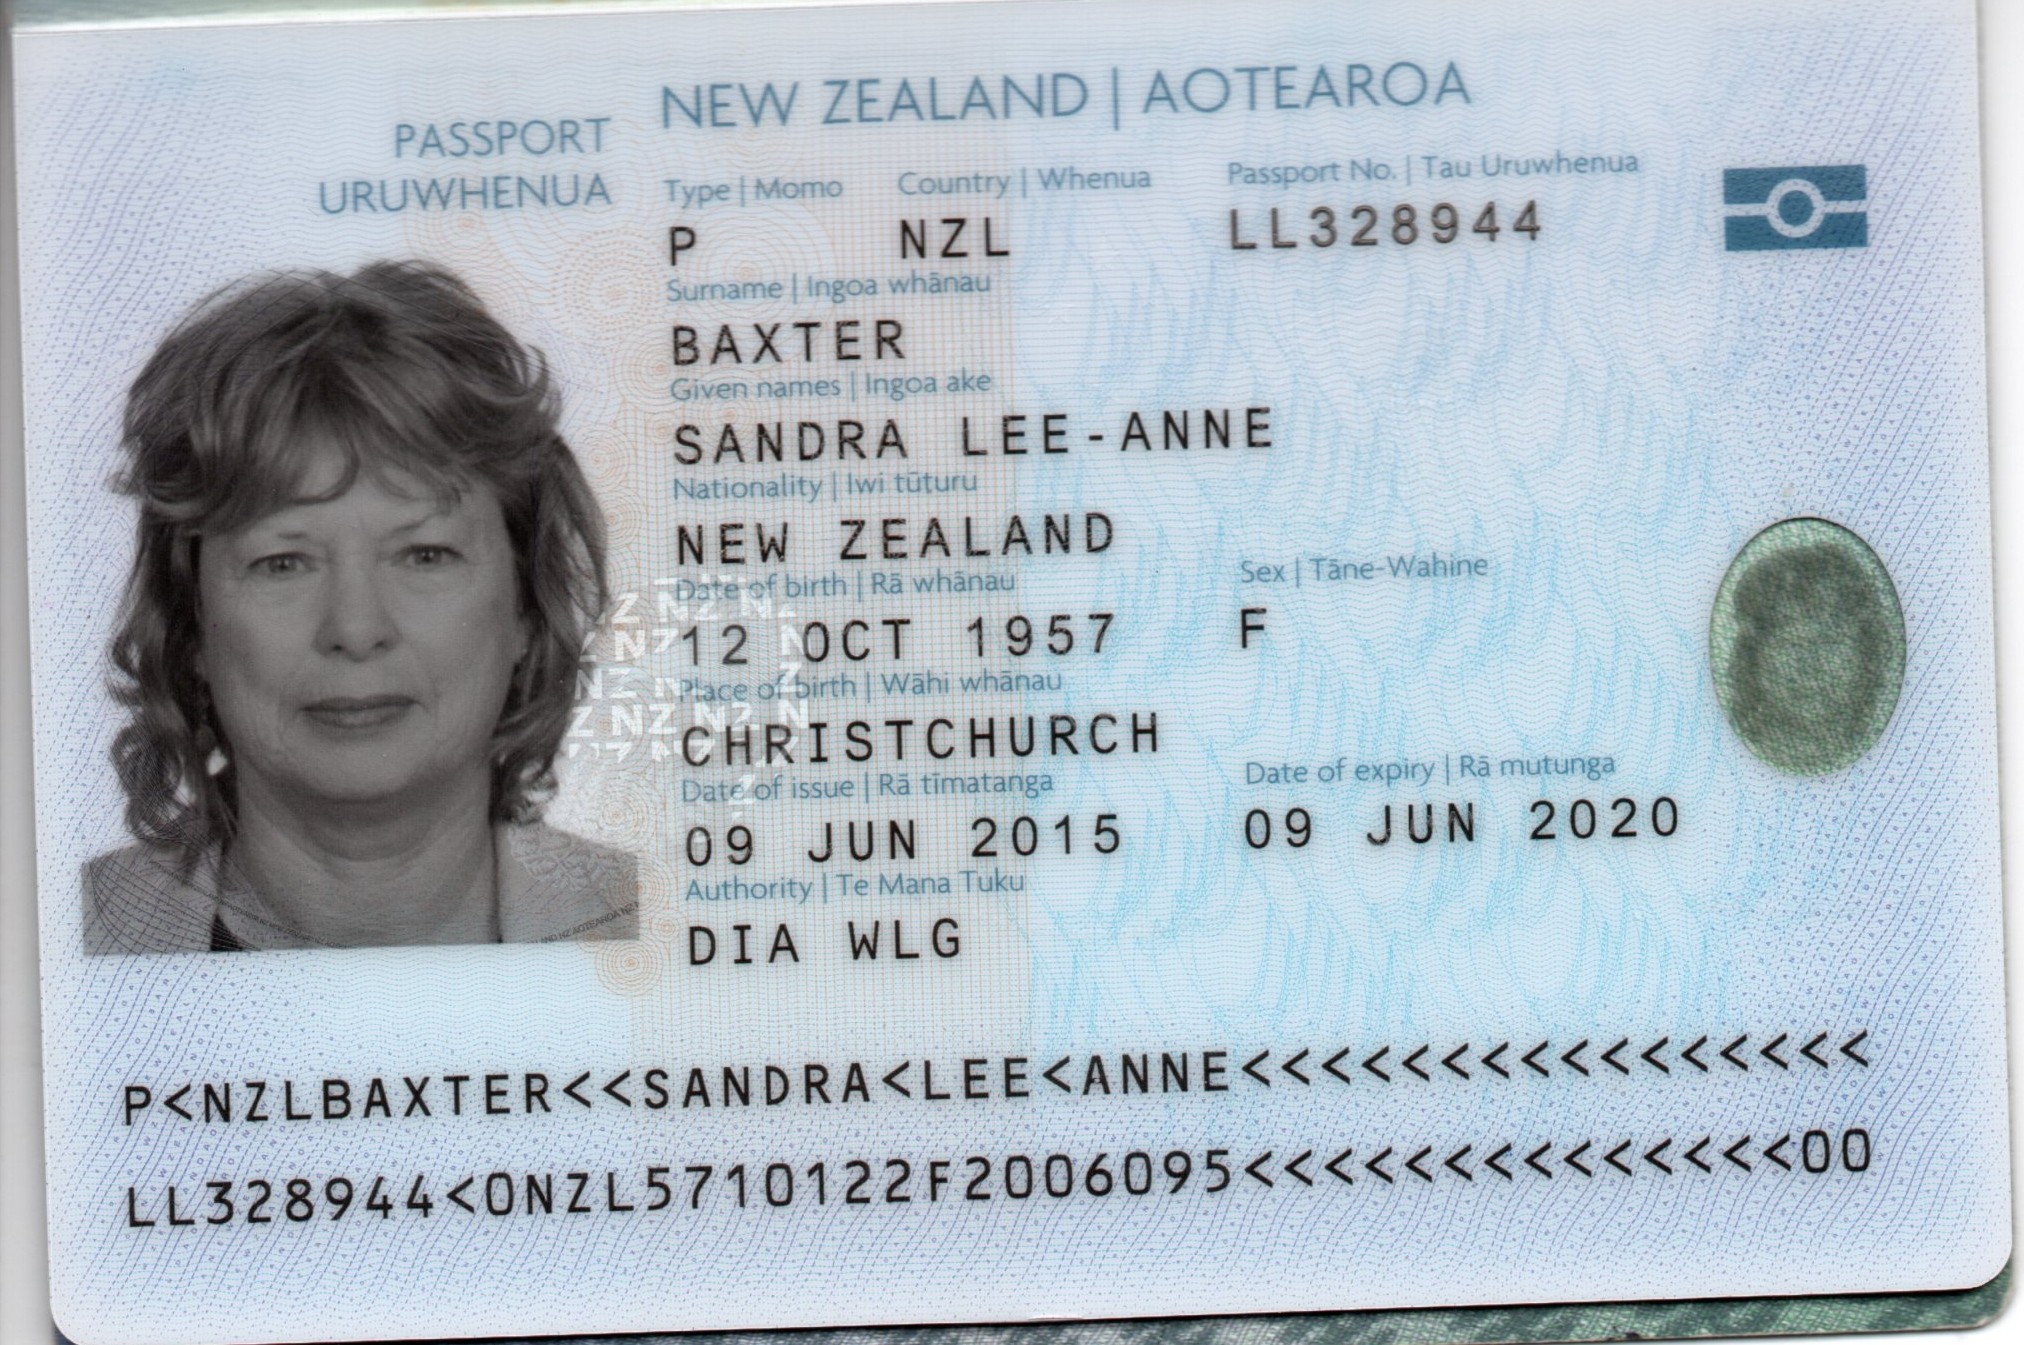 NEW ZEALAND | AOTEAROA
PASSPORT
URUWHENUA
Type | Momo Country | Whenua Passport No. | Tau Uruwhenua
P NZL LL328944
Surname | Ingoa whānau
BAXTER
Given names | Ingoa ake
SANDRA LEE-ANNE
Nationality | Iwi tūturu
NEW ZEALAND
Date of birth | Rā whānau Sex | Tāne-Wahine
12 OCT 1957 F
Place of birth | Wāhi whānau
CHRISTCHURCH
Date of issue | Rā tīmatanga Date of expiry | Rā mutunga
09 JUN 2015 09 JUN 2020
Authority | Te Mana Tuku
DIA WLG
P<NZLBAXTER<<SANDRA<LEE<ANNE<<<<<<<<<<<<<<<<
LL328944<0NZL5710122F2006095<<<<<<<<<<<<<<00